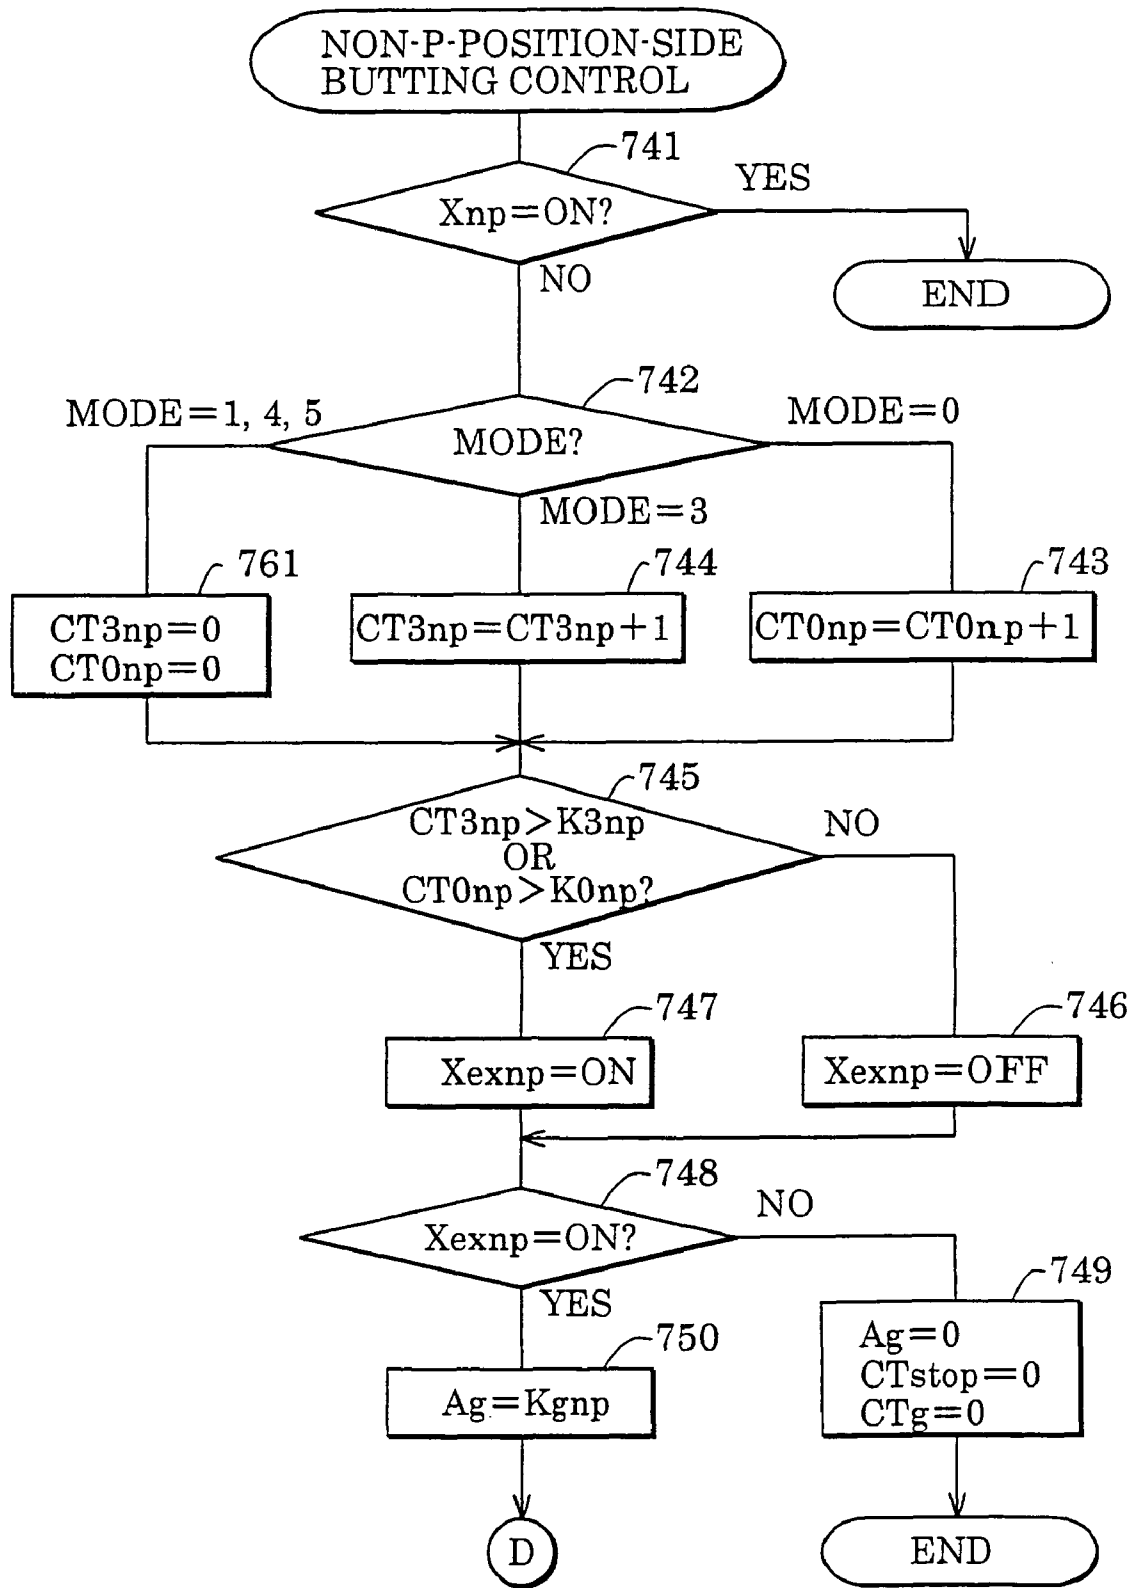 NON-P-POSITION-SIDE
BUTTING CONTROL
741
Xnp=ON?
YES
NO
END
742
MODE=1, 4, 5
MODE?
MODE=0
MODE=3
761
CT3np=0
CT0np=0
744
CT3np=CT3np+1
743
CT0np=CT0np+1
745
CT3np>K3np
OR
CT0np>K0np?
NO
YES
747
Xexnp=ON
746
Xexnp=OFF
748
Xexnp=ON?
NO
YES
749
Ag=0
CTstop=0
CTg=0
750
Ag=Kgnp
D
END